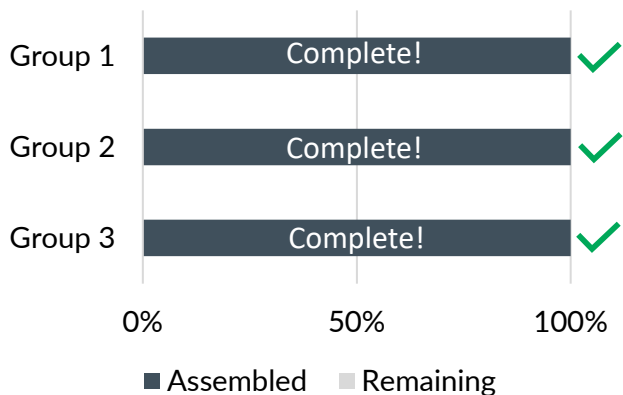 Group 1 Complete!
Group 2 Complete!
Group 3 Complete!
0% 50% 100%
Assembled Remaining